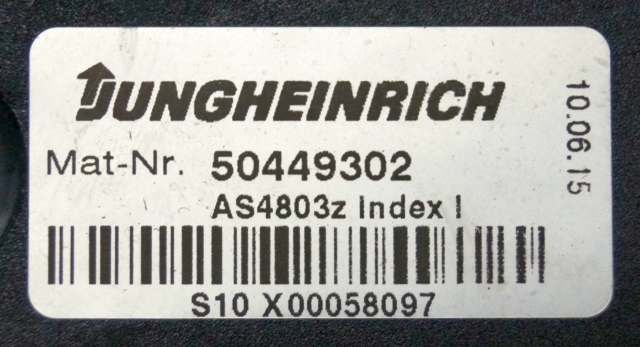 JUNGHEINRICH
Mat-Nr. 50449302
AS4803z Index I
S10 X00058097
10.06.15